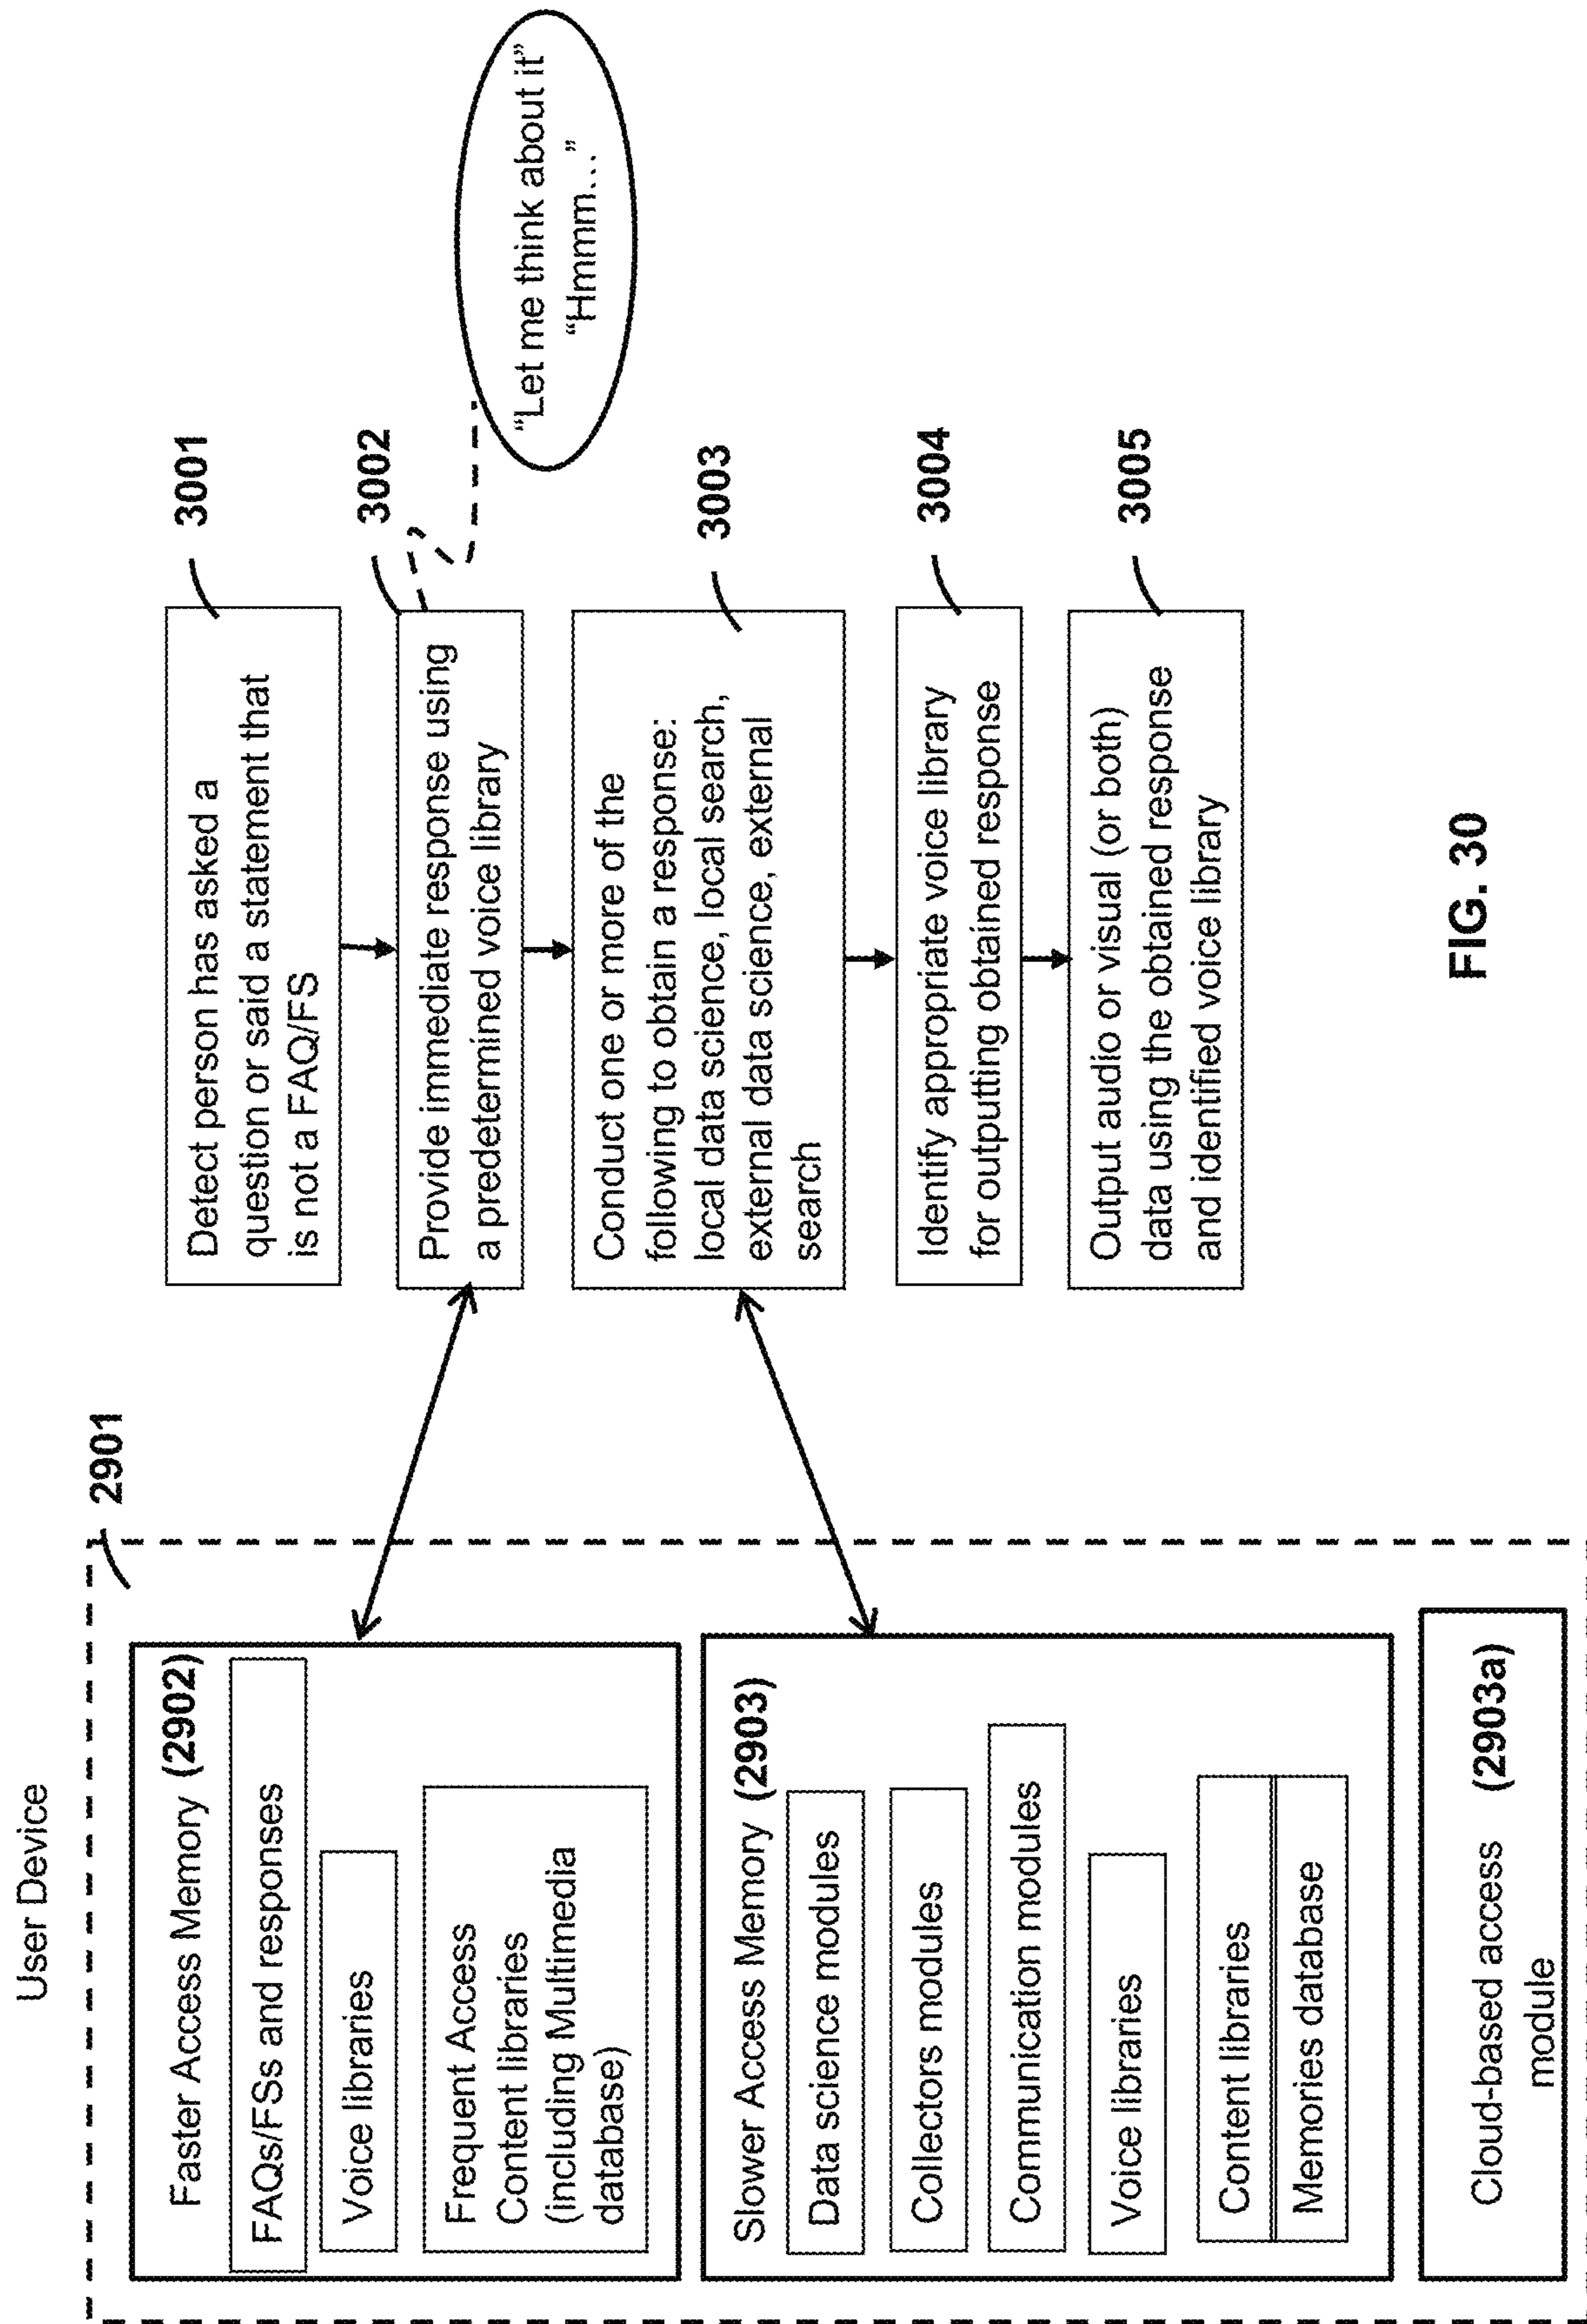 User Device
2901
Faster Access Memory (2902)
FAQs/FSs and responses
Voice libraries
Frequent Access
Content libraries
(including Multimedia
database)
Slower Access Memory (2903)
Data science modules
Collectors modules
Communication modules
Voice libraries
Content libraries
Memories database
Cloud-based access (2903a)
module
3001
Detect person has asked a
question or said a statement that
is not a FAQ/FS
3002
Provide immediate response using
a predetermined voice library
“Let me think about it”
“Hmmm...”
3003
Conduct one or more of the
following to obtain a response:
local data science, local search,
external data science, external
search
3004
Identify appropriate voice library
for outputting obtained response
3005
Output audio or visual (or both)
data using the obtained response
and identified voice library
FIG. 30